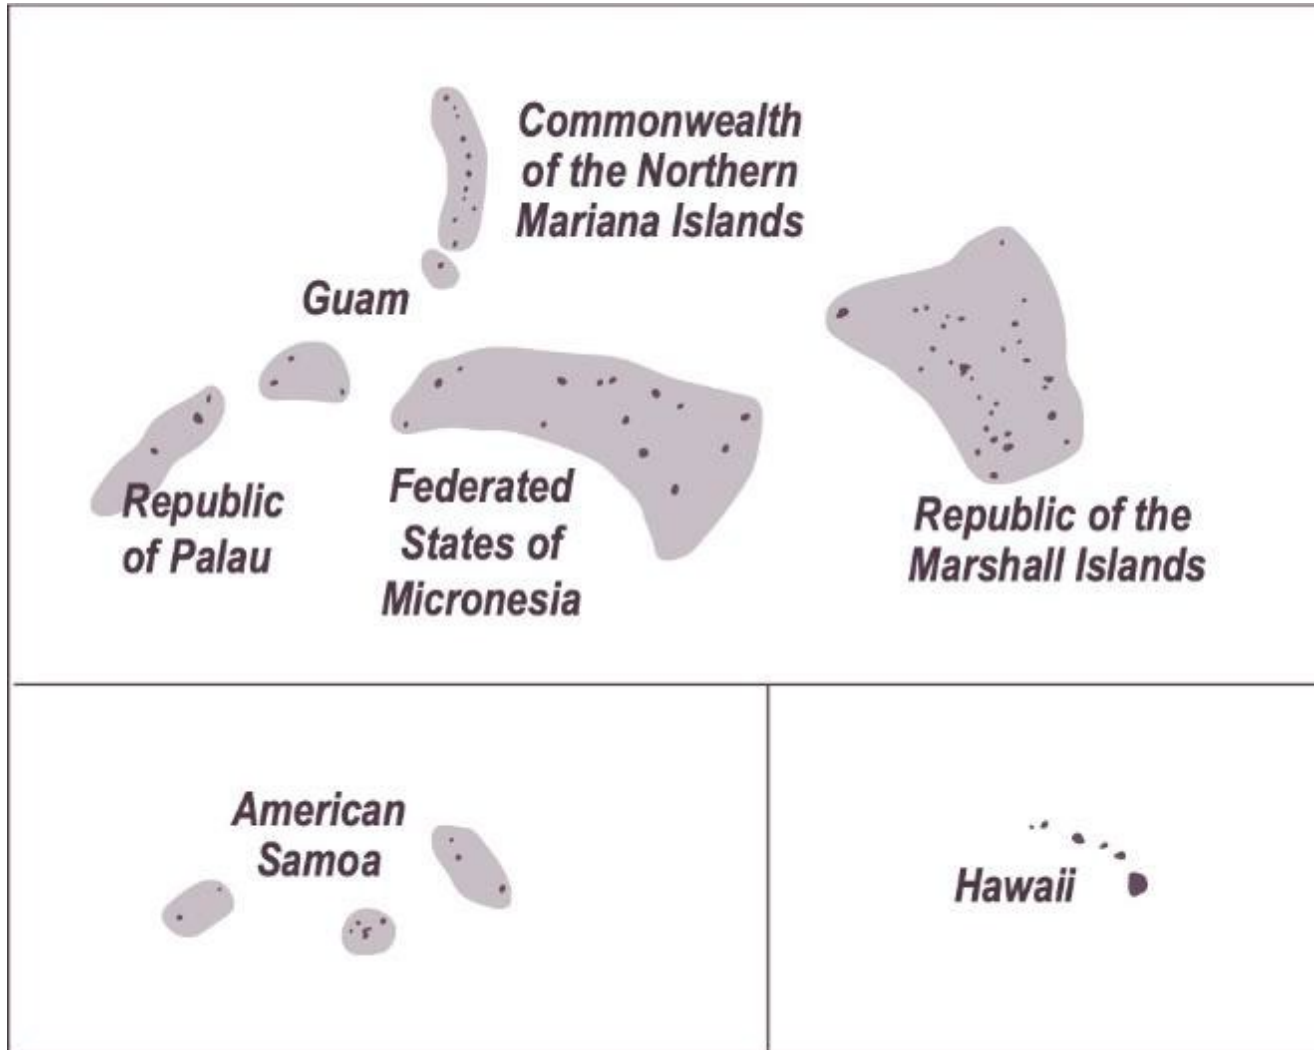 Commonwealth
of the Northern
Mariana Islands
Guam
Republic
of Palau
Federated
States of
Micronesia
Republic of the
Marshall Islands
American
Samoa
Hawaii